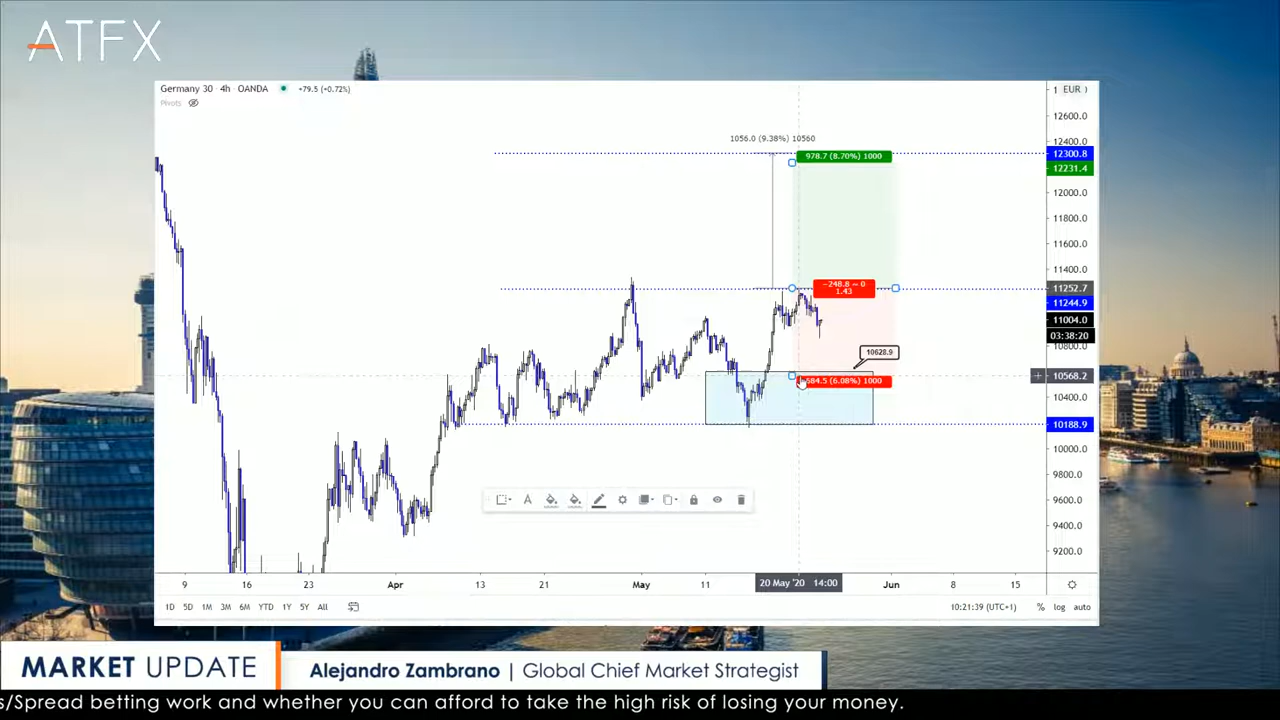 ATFX
Germany 30 · 4h · OANDA +79.5 (+0.72%)
Pivots
1 EUR
12600.0
12400.0
12300.8
12231.4
12000.0
11800.0
11600.0
11400.0
11252.7
11244.9
11004.0
03:38:20
10800.0
10568.2
10400.0
10188.9
10000.0
9800.0
9600.0
9400.0
9200.0
1056.0 (9.38%) 10560
978.7 (8.70%) 1000
−248.8 = 0
1.43
10628.9
684.5 (6.08%) 1000
A
9 16 23 Apr 13 21 May 11 20 May '20 14:00 Jun 8 15
1D 5D 1M 3M 6M YTD 1Y 5Y All 10:21:39 (UTC+1) % log auto
MARKET UPDATE
Alejandro Zambrano | Global Chief Market Strategist
s/Spread betting work and whether you can afford to take the high risk of losing your money.